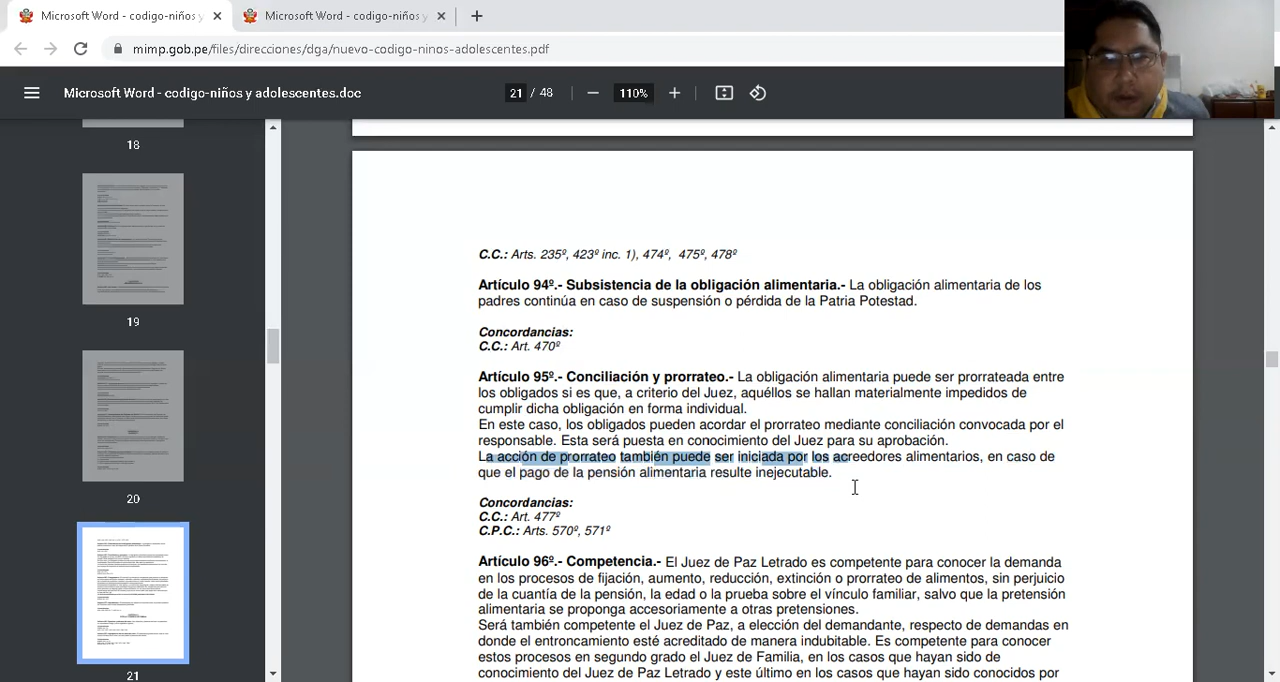 Microsoft Word - codigo-niños y
Microsoft Word - codigo-niños y
mimp.gob.pe/files/direcciones/dga/nuevo-codigo-ninos-adolescentes.pdf
Microsoft Word - codigo-niños y adolescentes.doc
21 / 48
110%
18
19
20
21
C.C.: Arts. 235º, 423º inc. 1), 474º, 475º, 478º
Artículo 94º.- Subsistencia de la obligación alimentaria.- La obligación alimentaria de los
padres continúa en caso de suspensión o pérdida de la Patria Potestad.
Concordancias:
C.C.: Art. 470º
Artículo 95º.- Conciliación y prorrateo.- La obligación alimentaria puede ser prorrateada entre
los obligados si es que, a criterio del Juez, aquéllos se hallan materialmente impedidos de
cumplir dicha obligación en forma individual.
En este caso, los obligados pueden acordar el prorrateo mediante conciliación convocada por el
responsable. Esta será puesta en conocimiento del Juez para su aprobación.
La acción de prorrateo también puede ser iniciada por los acreedores alimentarios, en caso de
que el pago de la pensión alimentaria resulte inejecutable.
Concordancias:
C.C.: Art. 477º
C.P.C.: Arts. 570º, 571º
Artículo 96º.- Competencia.- El Juez de Paz Letrado es competente para conocer la demanda
en los procesos de fijación, aumento, reducción, extinción o prorrateo de alimentos, sin perjuicio
del monto de la pensión, la edad o la prueba sobre el vínculo familiar, salvo que la pretensión
alimentaria se proponga accesoriamente a otras pretensiones.
Será también competente el Juez de Paz, a elección del demandante, respecto de demandas en
donde el entroncamiento esté acreditado de manera indubitable. Es competente para conocer
estos procesos en segundo grado el Juez de Familia, en los casos que hayan sido de
conocimiento del Juez de Paz Letrado y este último en los casos que hayan sido conocidos por